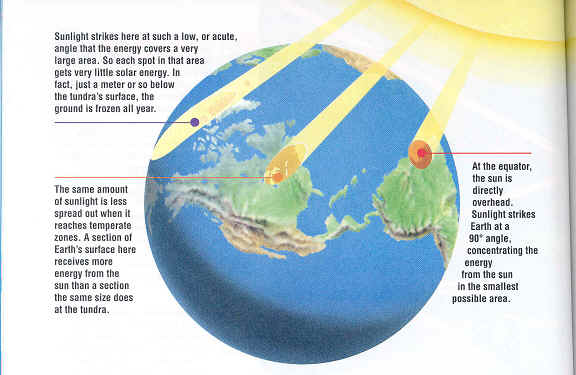 Sunlight strikes here at such a low, or acute,
angle that the energy covers a very
large area. So each spot in that area
gets very little solar energy. In
fact, just a meter or so below
the tundra's surface, the
ground is frozen all year.
The same amount
of sunlight is less
spread out when it
reaches temperate
zones. A section of
Earth's surface here
receives more
energy from the
sun than a section
the same size does
at the tundra.
At the equator,
the sun is
directly
overhead.
Sunlight strikes
Earth at a
90° angle,
concentrating the
energy
from the sun
in the smallest
possible area.